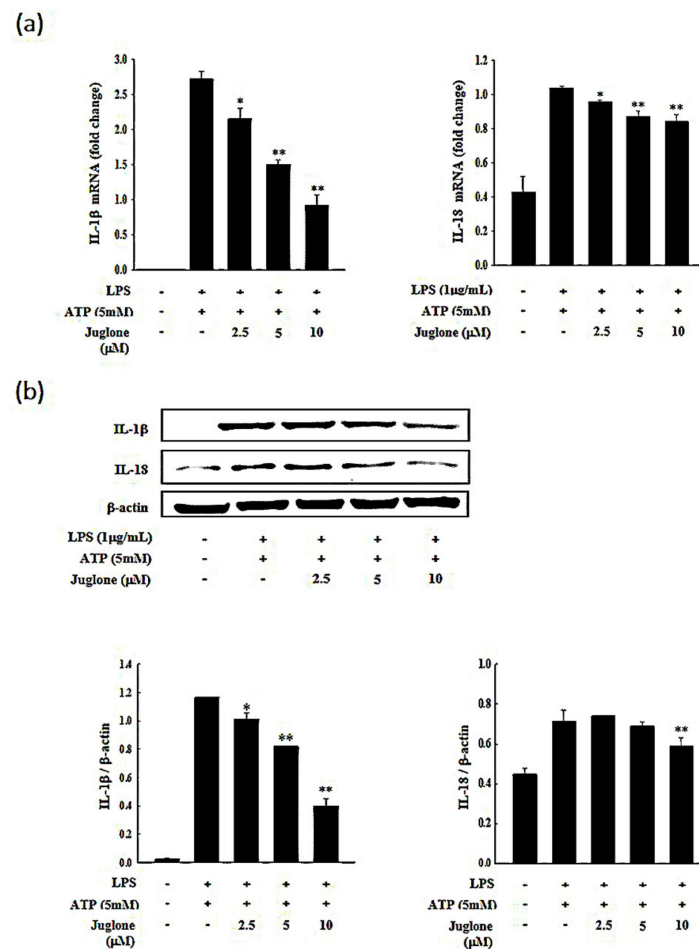 (a)
IL-1β mRNA (fold change)
3.0
2.5
2.0
1.5
1.0
0.5
0.0
* ** **
LPS - + + + +
ATP (5mM) - + + + +
Juglone - - 2.5 5 10
(μM)
IL-18 mRNA (fold change)
1.2
1.0
0.8
0.6
0.4
0.2
0.0
* ** **
LPS (1μg/mL) - + + + +
ATP (5mM) - + + + +
Juglone (μM) - - 2.5 5 10
(b)
IL-1β
IL-18
β-actin
LPS (1μg/mL) - + + + +
ATP (5mM) - + + + +
Juglone (μM) - - 2.5 5 10
IL-1β / β-actin
1.4
1.2
1.0
0.8
0.6
0.4
0.2
0.0
* ** **
LPS - + + + +
ATP (5mM) - + + + +
Juglone - - 2.5 5 10
(μM)
IL-18 / β-actin
1.0
0.8
0.6
0.4
0.2
0.0
**
LPS - + + + +
ATP (5mM) - + + + +
Juglone - - 2.5 5 10
(μM)